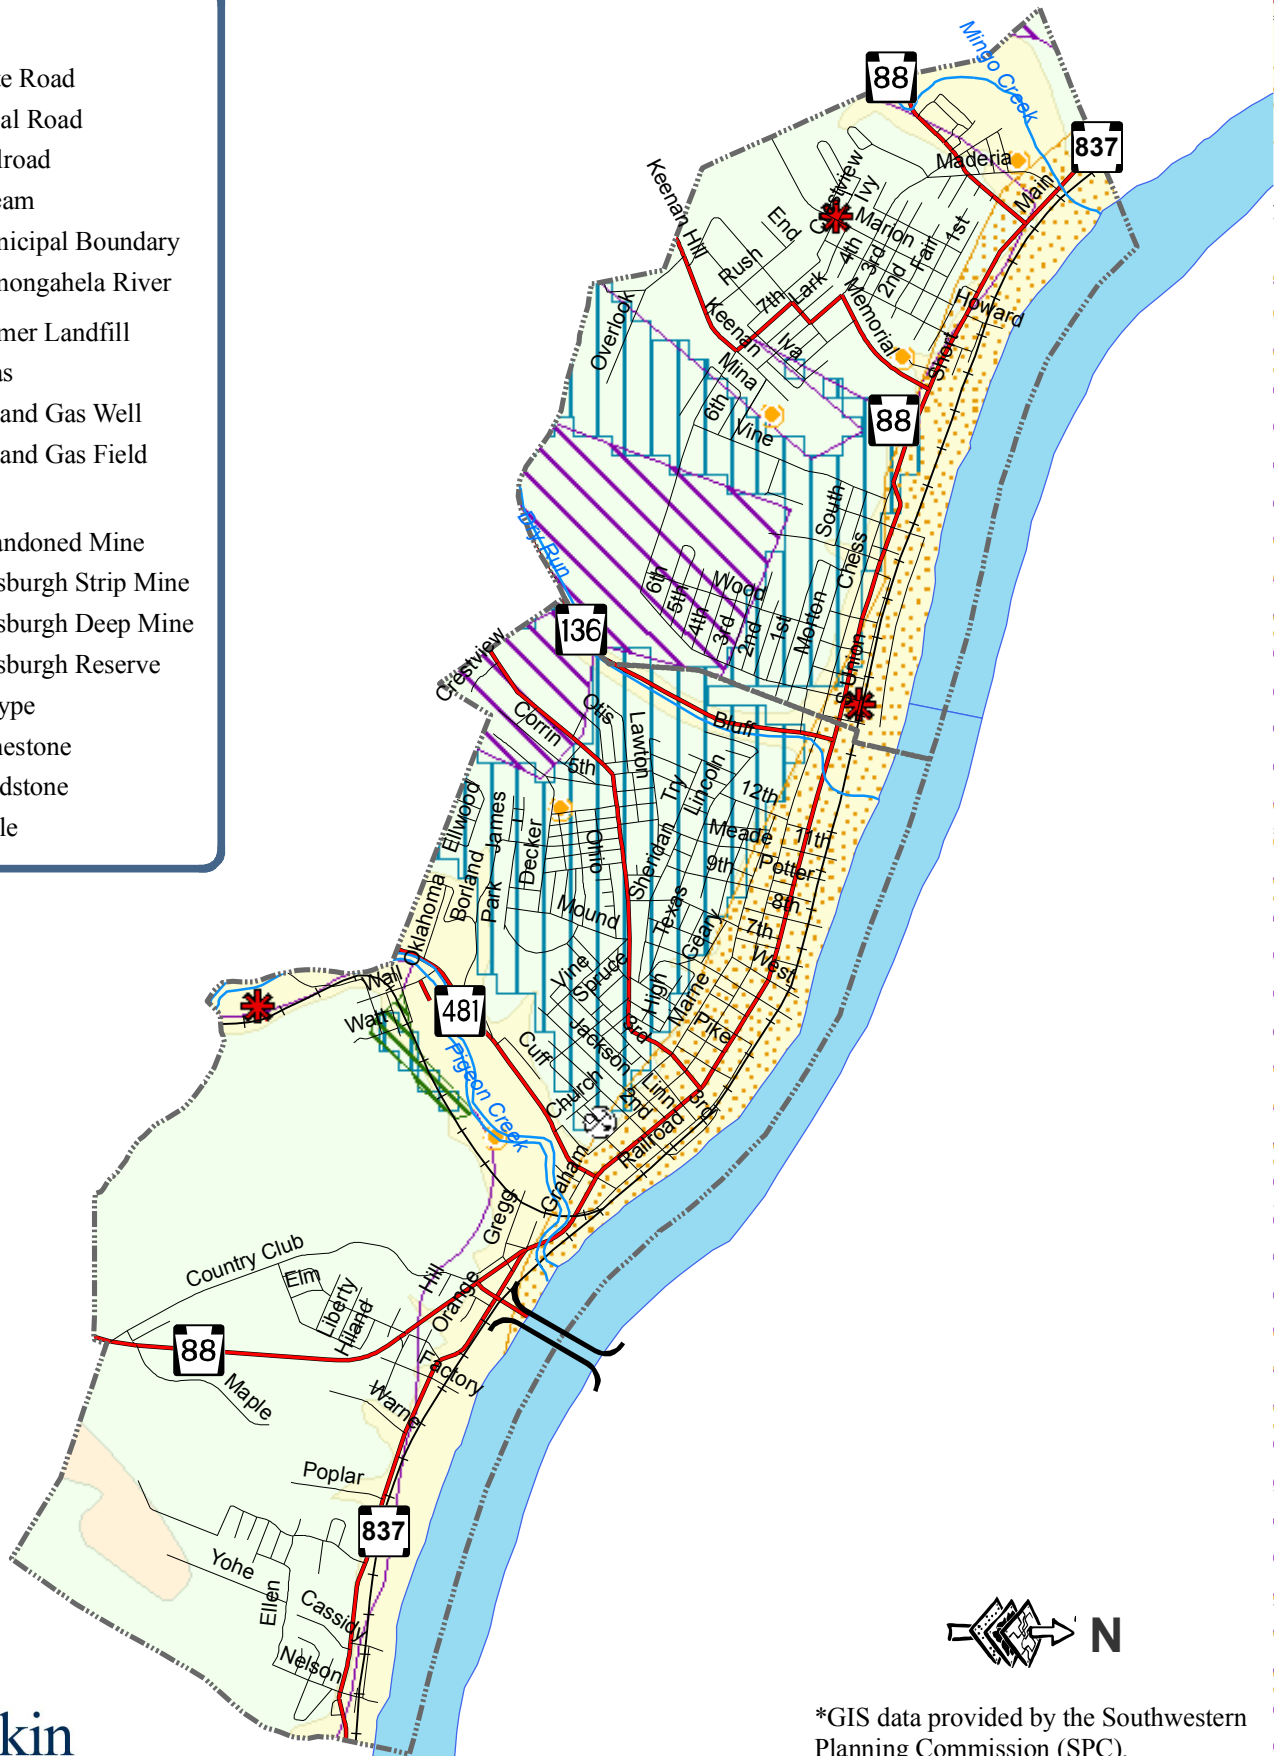 te Road
al Road
lroad
eam
nicipal Boundary
nongahela River
mer Landfill
as
and Gas Well
and Gas Field
andoned Mine
sburgh Strip Mine
sburgh Deep Mine
sburgh Reserve
ype
nestone
dstone
le
88
Mingo Creek
837
Maderia
Main
Keenan Hill
Crestview
Ivy
End
Marion
1st
Fair
4th
3rd
2nd
Rush
7th
Lark
Memorial
Howard
Overlook
Keenan
Iva
Short
Mina
6th
Vine
88
Dry Run
South
Chess
6th
5th
Wood
4th
3rd
2nd
1st
Morton
136
Union
Crestview
Otis
Corrin
Lawton
Bluff
5th
Try
Lincoln
12th
Ellwood
James
Decker
Ohio
Meade
11th
Sheridan
9th
Potter
Oklahoma
Borland
Park
Mound
Texas
Geary
8th
7th
West
Wall
Watt
481
Vine
Spruce
High
Marne
3rd
Pike
Pigeon Creek
Cuff
Jackson
Church
Linn
2nd
3rd
Railroad
Graham
Gregg
Country Club
Elm
Hill
Liberty
Hiland
Orange
88
Factory
Maple
Warne
Poplar
837
Yohe
Ellen
Cassidy
Nelson
N
kin
*GIS data provided by the Southwestern
Planning Commission (SPC).